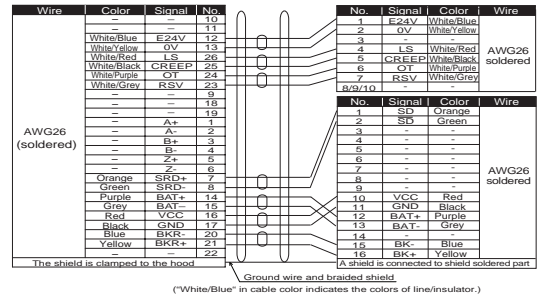 Wire Color Signal No.
– – 10
– – 11
White/Blue E24V 12
White/Yellow 0V 13
White/Red LS 26
White/Black CREEP 25
White/Purple OT 24
White/Grey RSV 23
– – 9
– – 18
– – 19
– A+ 1
– A- 2
– B+ 3
– B- 4
– Z+ 5
– Z- 6
Orange SRD+ 7
Green SRD- 8
Purple BAT+ 14
Grey BAT– 15
Red VCC 16
Black GND 17
Blue BKR- 20
Yellow BKR+ 21
– – 22
AWG26
(soldered)
The shield is clamped to the hood
No. Signal Color Wire
1 E24V White/Blue
2 0V White/Yellow
3 - -
4 LS White/Red
5 CREEP White/Black
6 OT White/Purple
7 RSV White/Grey
8/9/10 - -
AWG26
soldered
No. Signal Color Wire
1 SD Orange
2 SD Green
3 - -
4 - -
5 - -
6 - -
7 - -
8 - -
9 - -
10 VCC Red
11 GND Black
12 BAT+ Purple
13 BAT- Grey
14 - -
15 BK- Blue
16 BK+ Yellow
AWG26
soldered
A shield is connected to shield soldered part
Ground wire and braided shield
("White/Blue" in cable color indicates the colors of line/insulator.)